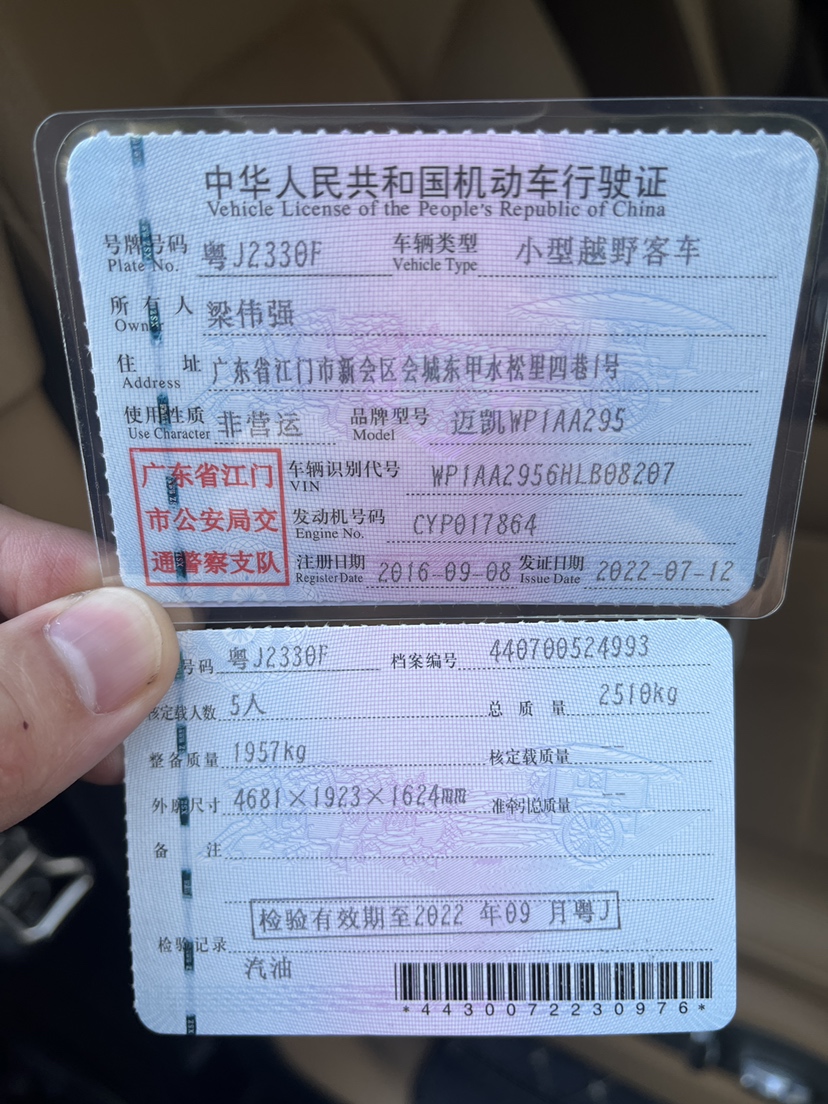 中华人民共和国机动车行驶证
Vehicle License of the People's Republic of China
号牌号码 粤J2330F 车辆类型 小型越野客车
Plate No. Vehicle Type
所有人 梁伟强
Owner
住址 广东省江门市新会区会城东甲水松里四巷1号
Address
使用性质 非营运 品牌型号 迈凯WP1AA295
Use Character Model
广东省江门
市公安局交
通警察支队
车辆识别代号 WP1AA2956HLB08207
VIN
发动机号码 CYP017864
Engine No.
注册日期 2016-09-08 发证日期 2022-07-12
Register Date Issue Date
号码 粤J2330F 档案编号 440700524993
核定载人数 5人 总质量 2510kg
整备质量 1957kg 核定载质量 --
外廓尺寸 4681×1923×1624mm 准牵引总质量 --
备注
检验有效期至2022 年09 月粤J
检验记录
汽油
*4430072230976*